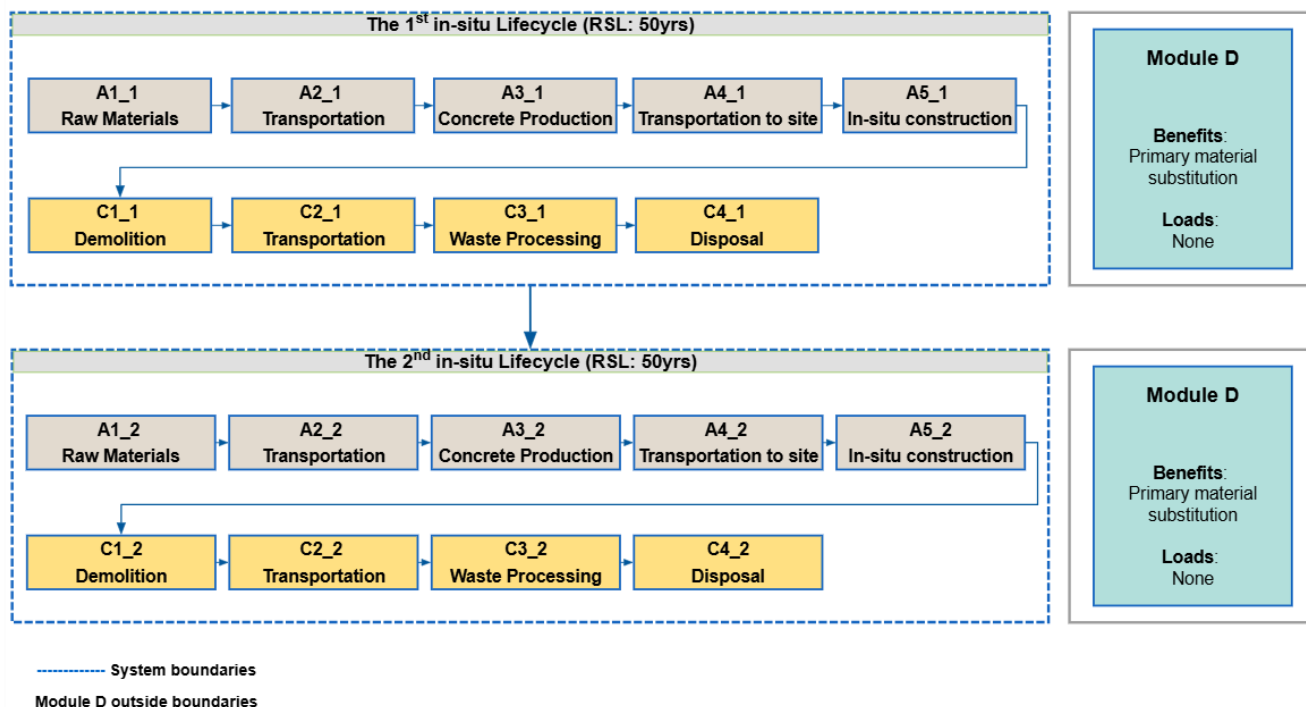 The 1st in-situ Lifecycle (RSL: 50yrs)
A1_1
Raw Materials
A2_1
Transportation
A3_1
Concrete Production
A4_1
Transportation to site
A5_1
In-situ construction
C1_1
Demolition
C2_1
Transportation
C3_1
Waste Processing
C4_1
Disposal
Module D
Benefits:
Primary material
substitution
Loads:
None
The 2nd in-situ Lifecycle (RSL: 50yrs)
A1_2
Raw Materials
A2_2
Transportation
A3_2
Concrete Production
A4_2
Transportation to site
A5_2
In-situ construction
C1_2
Demolition
C2_2
Transportation
C3_2
Waste Processing
C4_2
Disposal
Module D
Benefits:
Primary material
substitution
Loads:
None
System boundaries
Module D outside boundaries